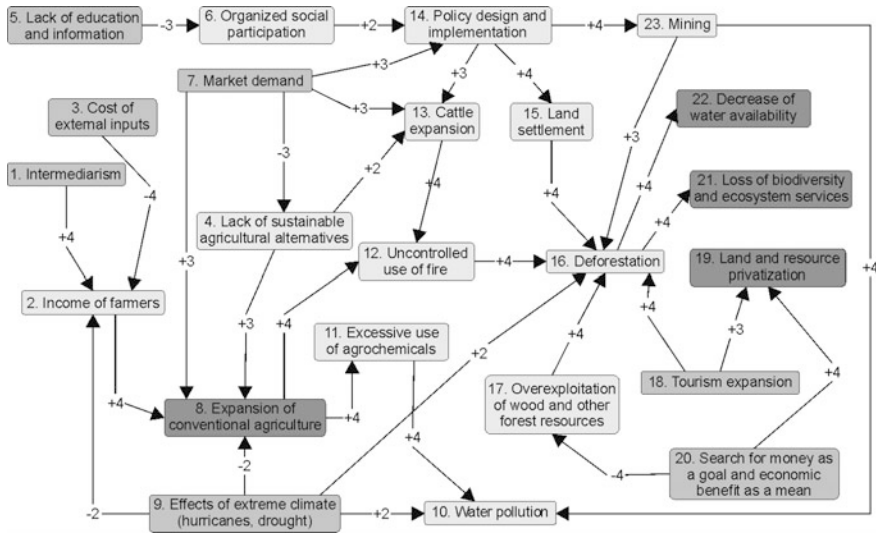 5. Lack of education
and information
-3
6. Organized social
participation
+2
14. Policy design and
implementation
+4
23. Mining
7. Market demand
+3
+3
+4
3. Cost of
external inputs
+3
13. Cattle
expansion
15. Land
settlement
22. Decrease of
water availability
+3
-3
+2
1. Intermediarism
-4
+4
+4
+4
4. Lack of sustainable
agricultural alternatives
21. Loss of biodiversity
and ecosystem services
+4
+4
12. Uncontrolled
use of fire
+4
16. Deforestation
19. Land and resource
privatization
+4
+3
2. Income of farmers
+3
+4
11. Excessive use
of agrochemicals
+2
+4
+4
+3
18. Tourism expansion
+4
+4
8. Expansion of
conventional agriculture
+4
17. Overexploitation
of wood and other
forest resources
+4
-2
-4
20. Search for money as
a goal and economic
benefit as a mean
-2
9. Effects of extreme climate
(hurricanes, drought)
+2
10. Water pollution